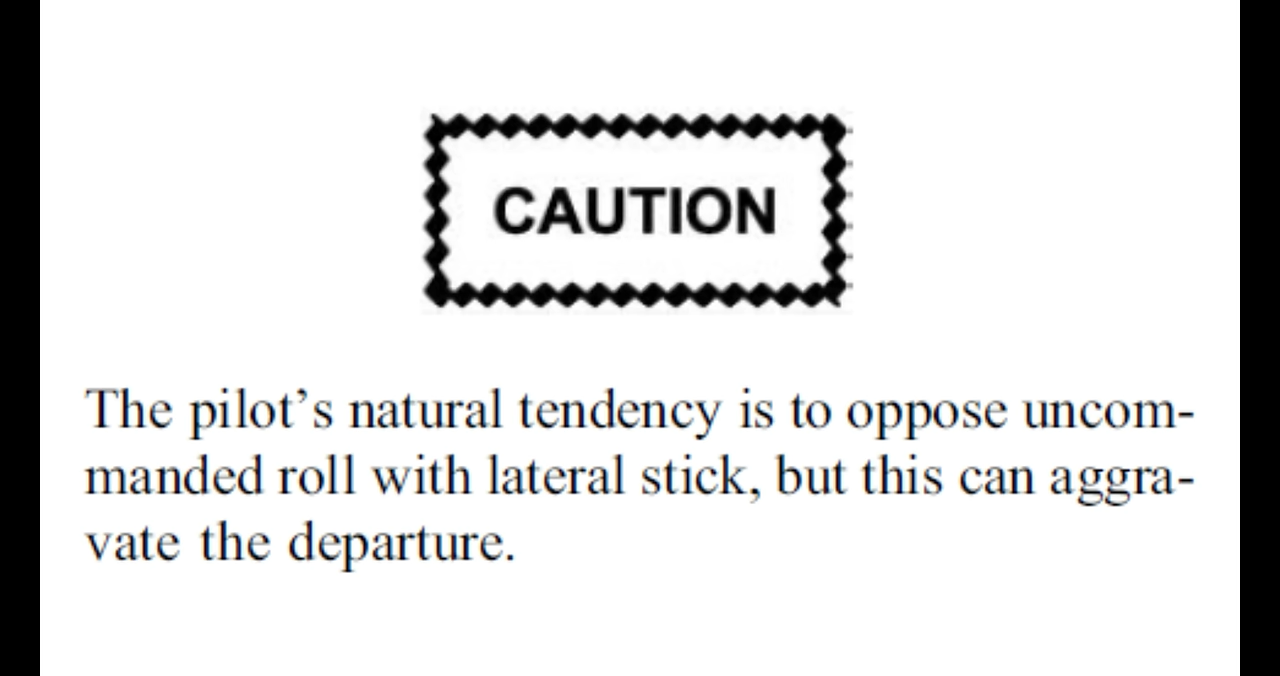 CAUTION
The pilot’s natural tendency is to oppose uncom-
manded roll with lateral stick, but this can aggra-
vate the departure.